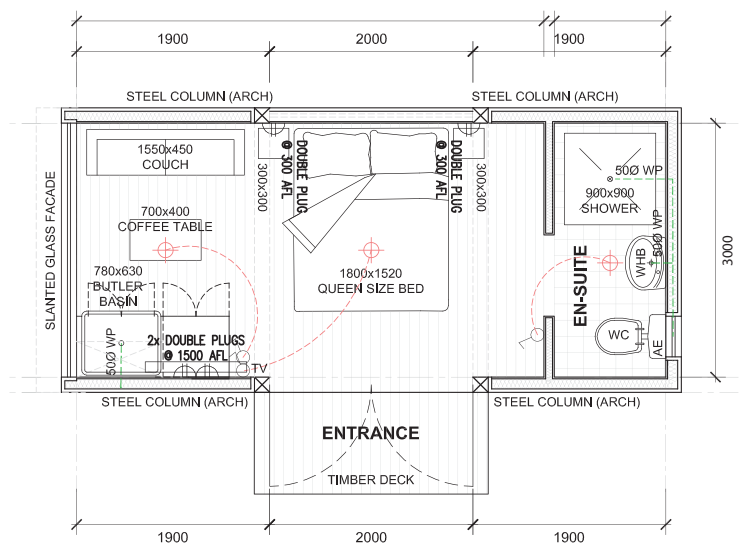 1900 2000 1900
STEEL COLUMN (ARCH) STEEL COLUMN (ARCH)
1550x450
COUCH
DOUBLE PLUG
@ 300 AFL
300x300
DOUBLE PLUG
@ 300 AFL
300x300
50Ø WP
900x900
SHOWER
700x400
COFFEE TABLE
SLANTED GLASS FACADE
3000
780x630
BUTLER
BASIN
1800x1520
QUEEN SIZE BED
EN-SUITE
WHB
50Ø WP
50Ø WP
2x DOUBLE PLUGS
@ 1500 AFL
TV
WC
AE
STEEL COLUMN (ARCH) STEEL COLUMN (ARCH)
ENTRANCE
TIMBER DECK
1900 2000 1900